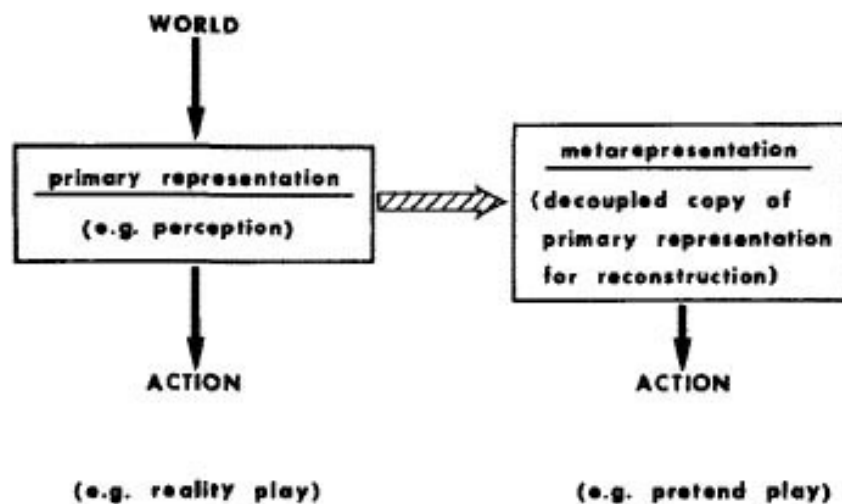 WORLD
primary representation
(e.g. perception)
ACTION
(e.g. reality play)
metarepresentation
(decoupled copy of
primary representation
for reconstruction)
ACTION
(e.g. pretend play)